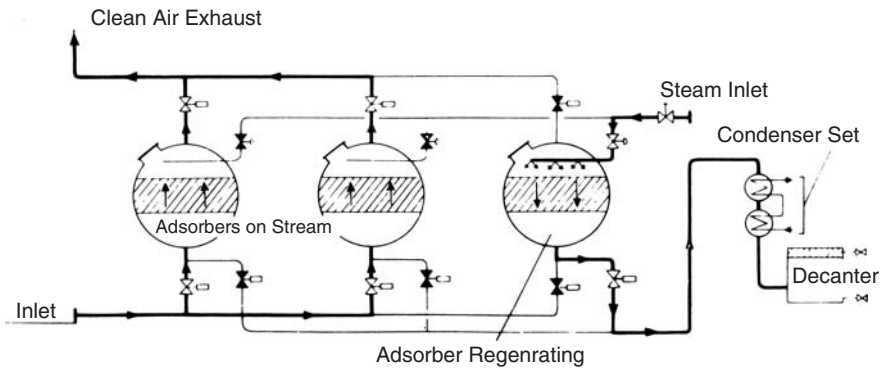 Clean Air Exhaust
Steam Inlet
Condenser Set
Adsorbers on Stream
Decanter
Inlet
Adsorber Regenrating